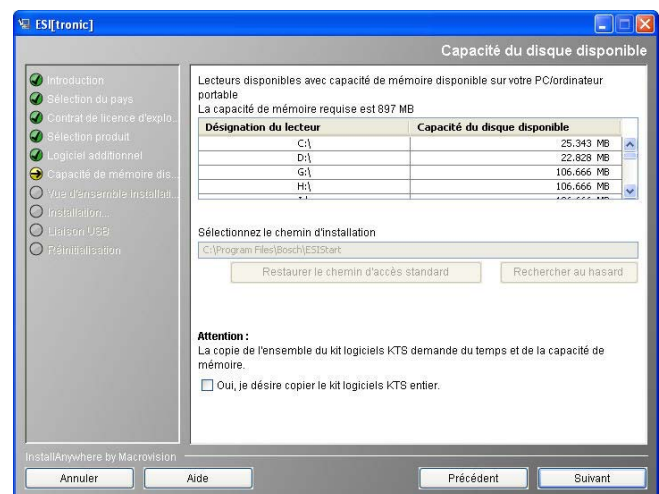 ESI[tronic]
Capacité du disque disponible
Introduction
Sélection du pays
Contrat de licence d'explo...
Sélection produit
Logiciel additionnel
Capacité de mémoire dis...
Vue d'ensemble Installati...
Installation...
Liaison USB
Réinitialisation
Lecteurs disponibles avec capacité de mémoire disponible sur votre PC/ordinateur
portable
La capacité de mémoire requise est 897 MB
Désignation du lecteur Capacité du disque disponible
C:\ 25.343 MB
D:\ 22.828 MB
G:\ 106.666 MB
H:\ 106.666 MB
Sélectionnez le chemin d'installation
C:\Program Files\Bosch\ESIStart
Restaurer le chemin d'accès standard Rechercher au hasard
Attention :
La copie de l'ensemble du kit logiciels KTS demande du temps et de la capacité de
mémoire.
Oui, je désire copier le kit logiciels KTS entier.
InstallAnywhere by Macrovision
Annuler Aide Précédent Suivant